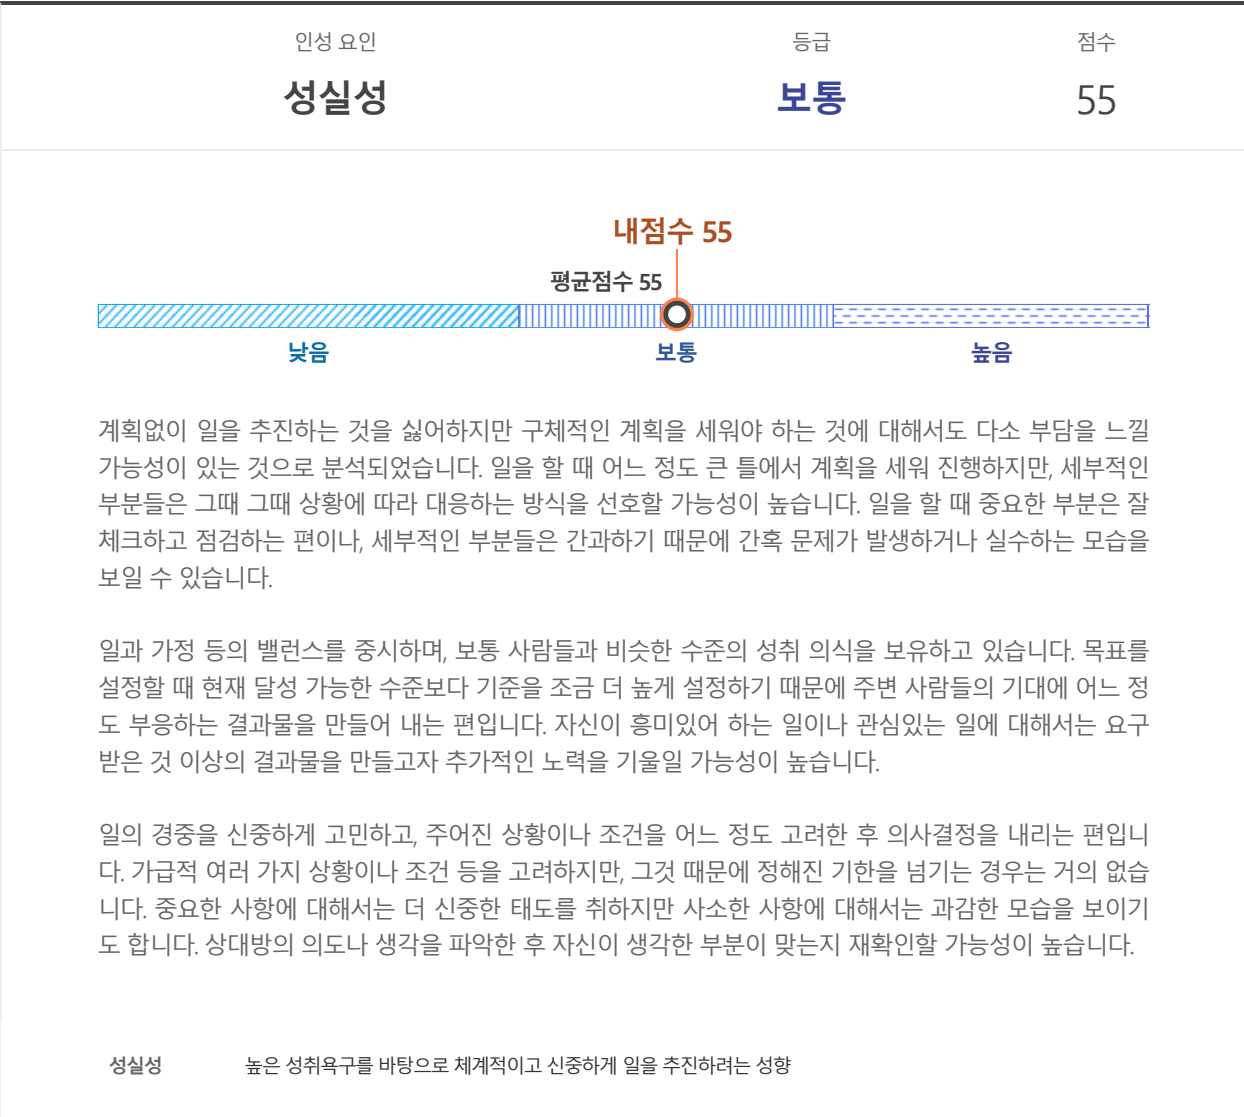 인성 요인 등급 점수
성실성 보통 55
내점수 55
평균점수 55
낮음 보통 높음
계획없이 일을 추진하는 것을 싫어하지만 구체적인 계획을 세워야 하는 것에 대해서도 다소 부담을 느낄
가능성이 있는 것으로 분석되었습니다. 일을 할 때 어느 정도 큰 틀에서 계획을 세워 진행하지만, 세부적인
부분들은 그때 그때 상황에 따라 대응하는 방식을 선호할 가능성이 높습니다. 일을 할 때 중요한 부분은 잘
체크하고 점검하는 편이나, 세부적인 부분들은 간과하기 때문에 간혹 문제가 발생하거나 실수하는 모습을
보일 수 있습니다.
일과 가정 등의 밸런스를 중시하며, 보통 사람들과 비슷한 수준의 성취 의식을 보유하고 있습니다. 목표를
설정할 때 현재 달성 가능한 수준보다 기준을 조금 더 높게 설정하기 때문에 주변 사람들의 기대에 어느 정
도 부응하는 결과물을 만들어 내는 편입니다. 자신이 흥미있어 하는 일이나 관심있는 일에 대해서는 요구
받은 것 이상의 결과물을 만들고자 추가적인 노력을 기울일 가능성이 높습니다.
일의 경중을 신중하게 고민하고, 주어진 상황이나 조건을 어느 정도 고려한 후 의사결정을 내리는 편입니
다. 가급적 여러 가지 상황이나 조건 등을 고려하지만, 그것 때문에 정해진 기한을 넘기는 경우는 거의 없습
니다. 중요한 사항에 대해서는 더 신중한 태도를 취하지만 사소한 사항에 대해서는 과감한 모습을 보이기
도 합니다. 상대방의 의도나 생각을 파악한 후 자신이 생각한 부분이 맞는지 재확인할 가능성이 높습니다.
성실성 높은 성취욕구를 바탕으로 체계적이고 신중하게 일을 추진하려는 성향